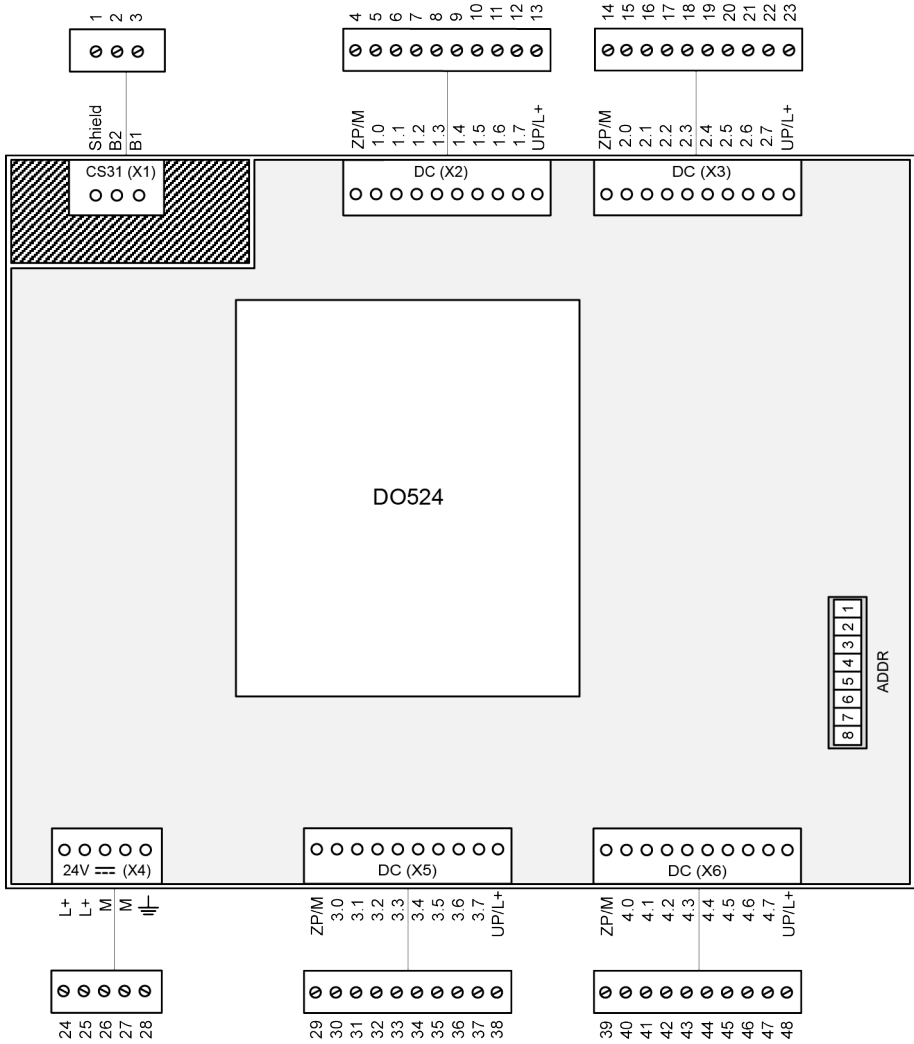 1 2 3
4 5 6 7 8 9 10 11 12 13
14 15 16 17 18 19 20 21 22 23
Shield B2 B1
ZP/M 1.0 1.1 1.2 1.3 1.4 1.5 1.6 1.7 UP/L+
ZP/M 2.0 2.1 2.2 2.3 2.4 2.5 2.6 2.7 UP/L+
CS31 (X1)
DC (X2)
DC (X3)
DO524
1 2 3 4 5 6 7 8
ADDR
24V (X4)
DC (X5)
DC (X6)
L+ L+ M M
ZP/M 3.0 3.1 3.2 3.3 3.4 3.5 3.6 3.7 UP/L+
ZP/M 4.0 4.1 4.2 4.3 4.4 4.5 4.6 4.7 UP/L+
24 25 26 27 28
29 30 31 32 33 34 35 36 37 38
39 40 41 42 43 44 45 46 47 48